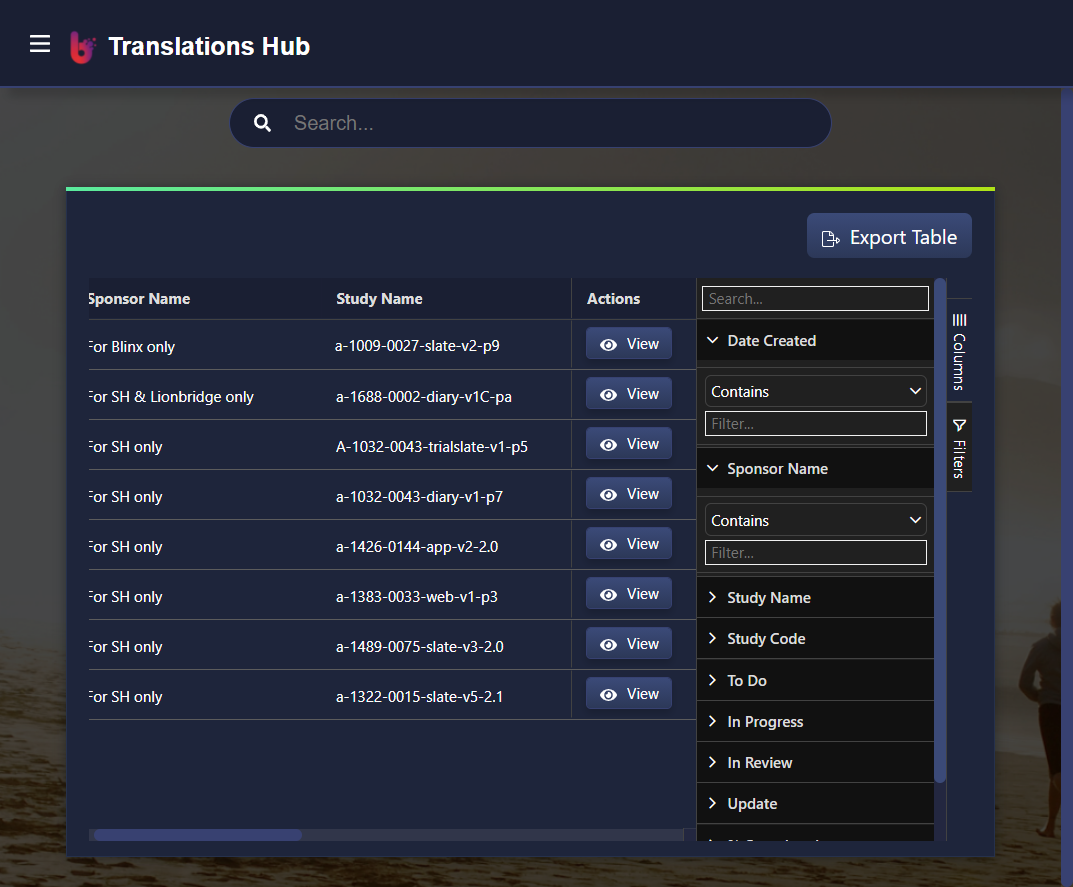 Translations Hub
Search...
Export Table
Sponsor Name Study Name Actions
For Blinx only a-1009-0027-slate-v2-p9 View
For SH & Lionbridge only a-1688-0002-diary-v1C-pa View
For SH only A-1032-0043-trialslate-v1-p5 View
For SH only a-1032-0043-diary-v1-p7 View
For SH only a-1426-0144-app-v2-2.0 View
For SH only a-1383-0033-web-v1-p3 View
For SH only a-1489-0075-slate-v3-2.0 View
For SH only a-1322-0015-slate-v5-2.1 View
Search...
Date Created
Contains
Filter...
Sponsor Name
Contains
Filter...
Study Name
Study Code
To Do
In Progress
In Review
Update
Columns
Filters